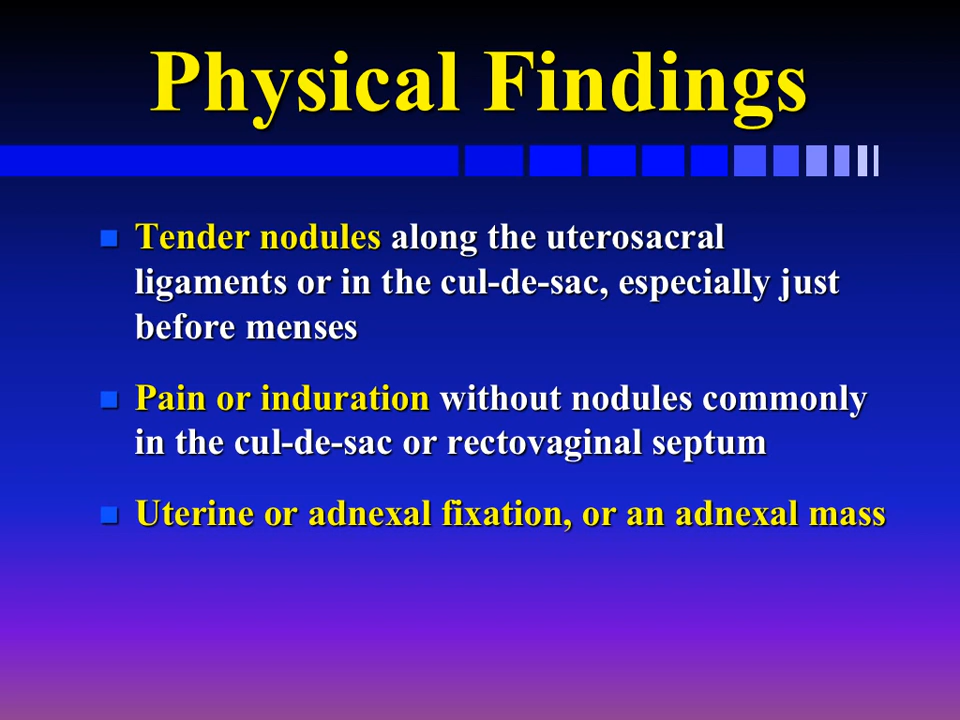 Physical Findings
Tender nodules along the uterosacral
ligaments or in the cul-de-sac, especially just
before menses
Pain or induration without nodules commonly
in the cul-de-sac or rectovaginal septum
Uterine or adnexal fixation, or an adnexal mass